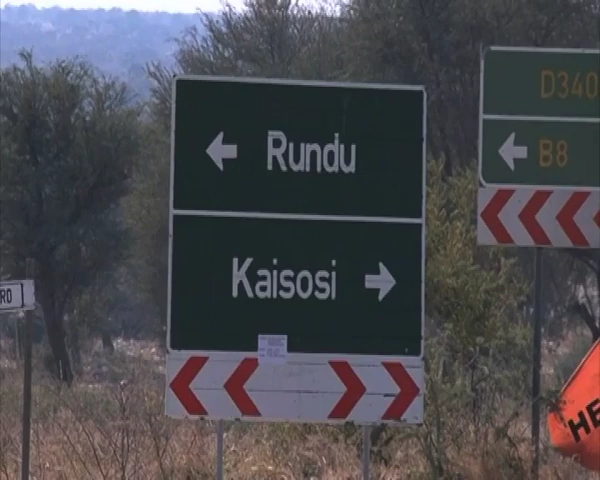 Rundu
Kaisosi
D340
B8
RO
HE